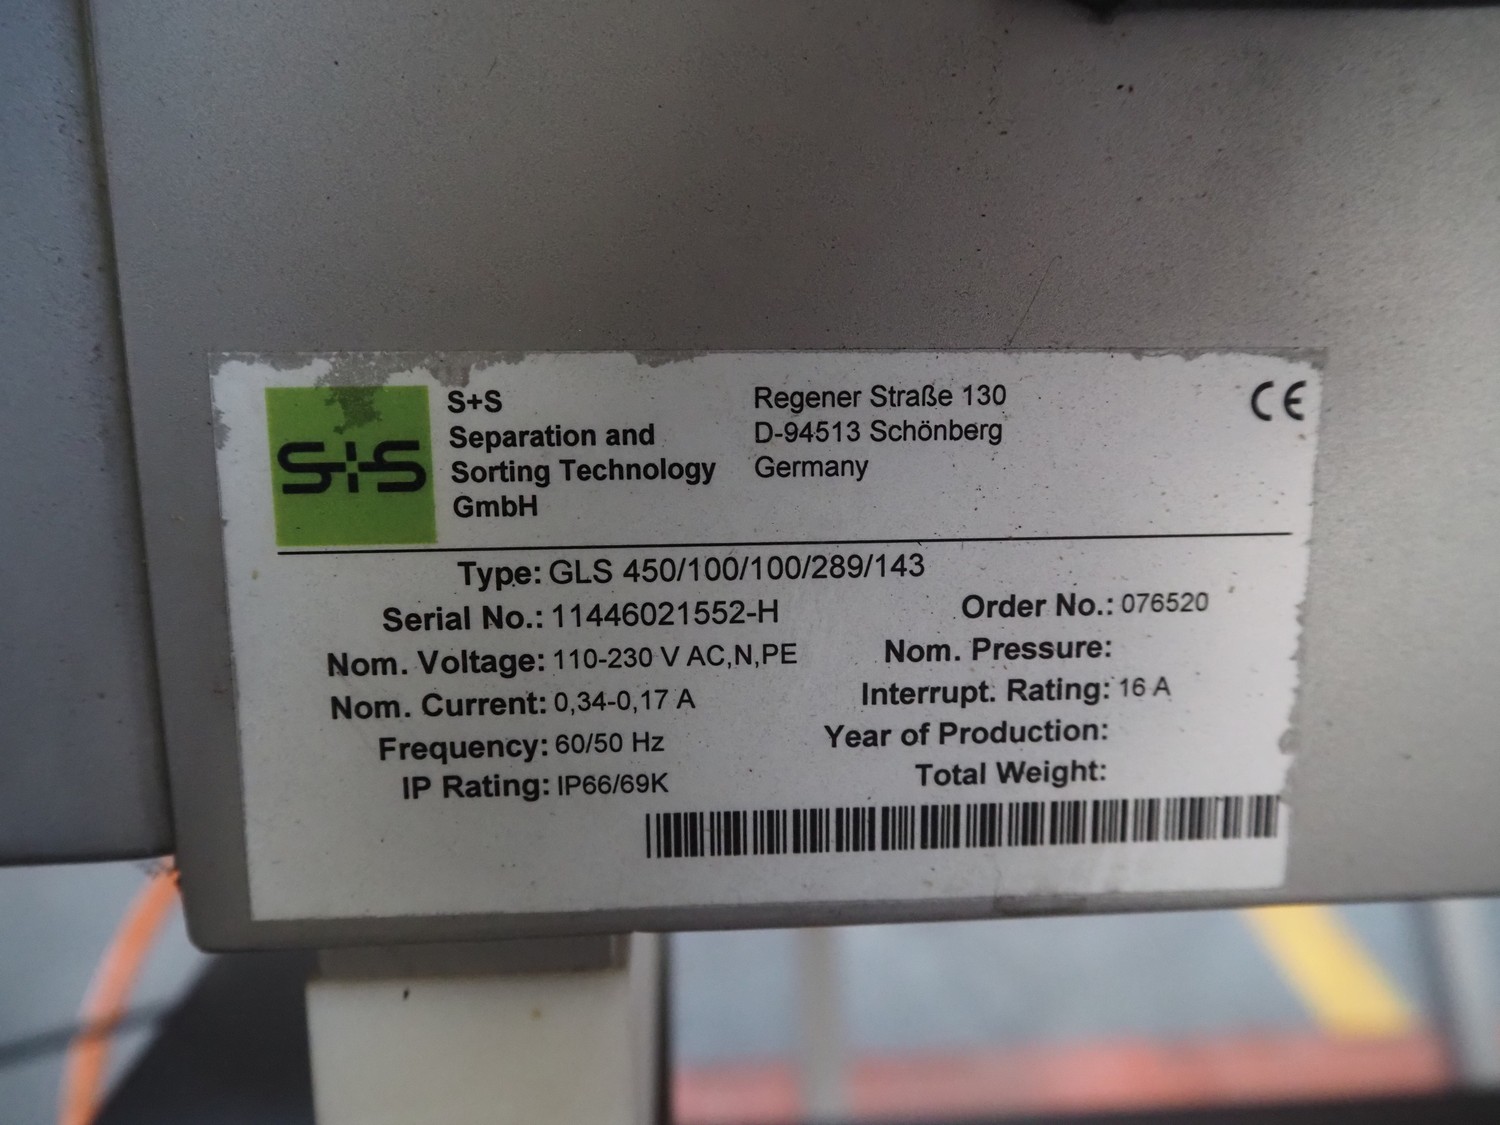 S+S
S+S
Separation and
Sorting Technology
GmbH
Regener Straße 130
D-94513 Schönberg
Germany
CE
Type: GLS 450/100/100/289/143
Serial No.: 11446021552-H
Order No.: 076520
Nom. Voltage: 110-230 V AC,N,PE
Nom. Pressure:
Nom. Current: 0,34-0,17 A
Interrupt. Rating: 16 A
Frequency: 60/50 Hz
Year of Production:
IP Rating: IP66/69K
Total Weight: